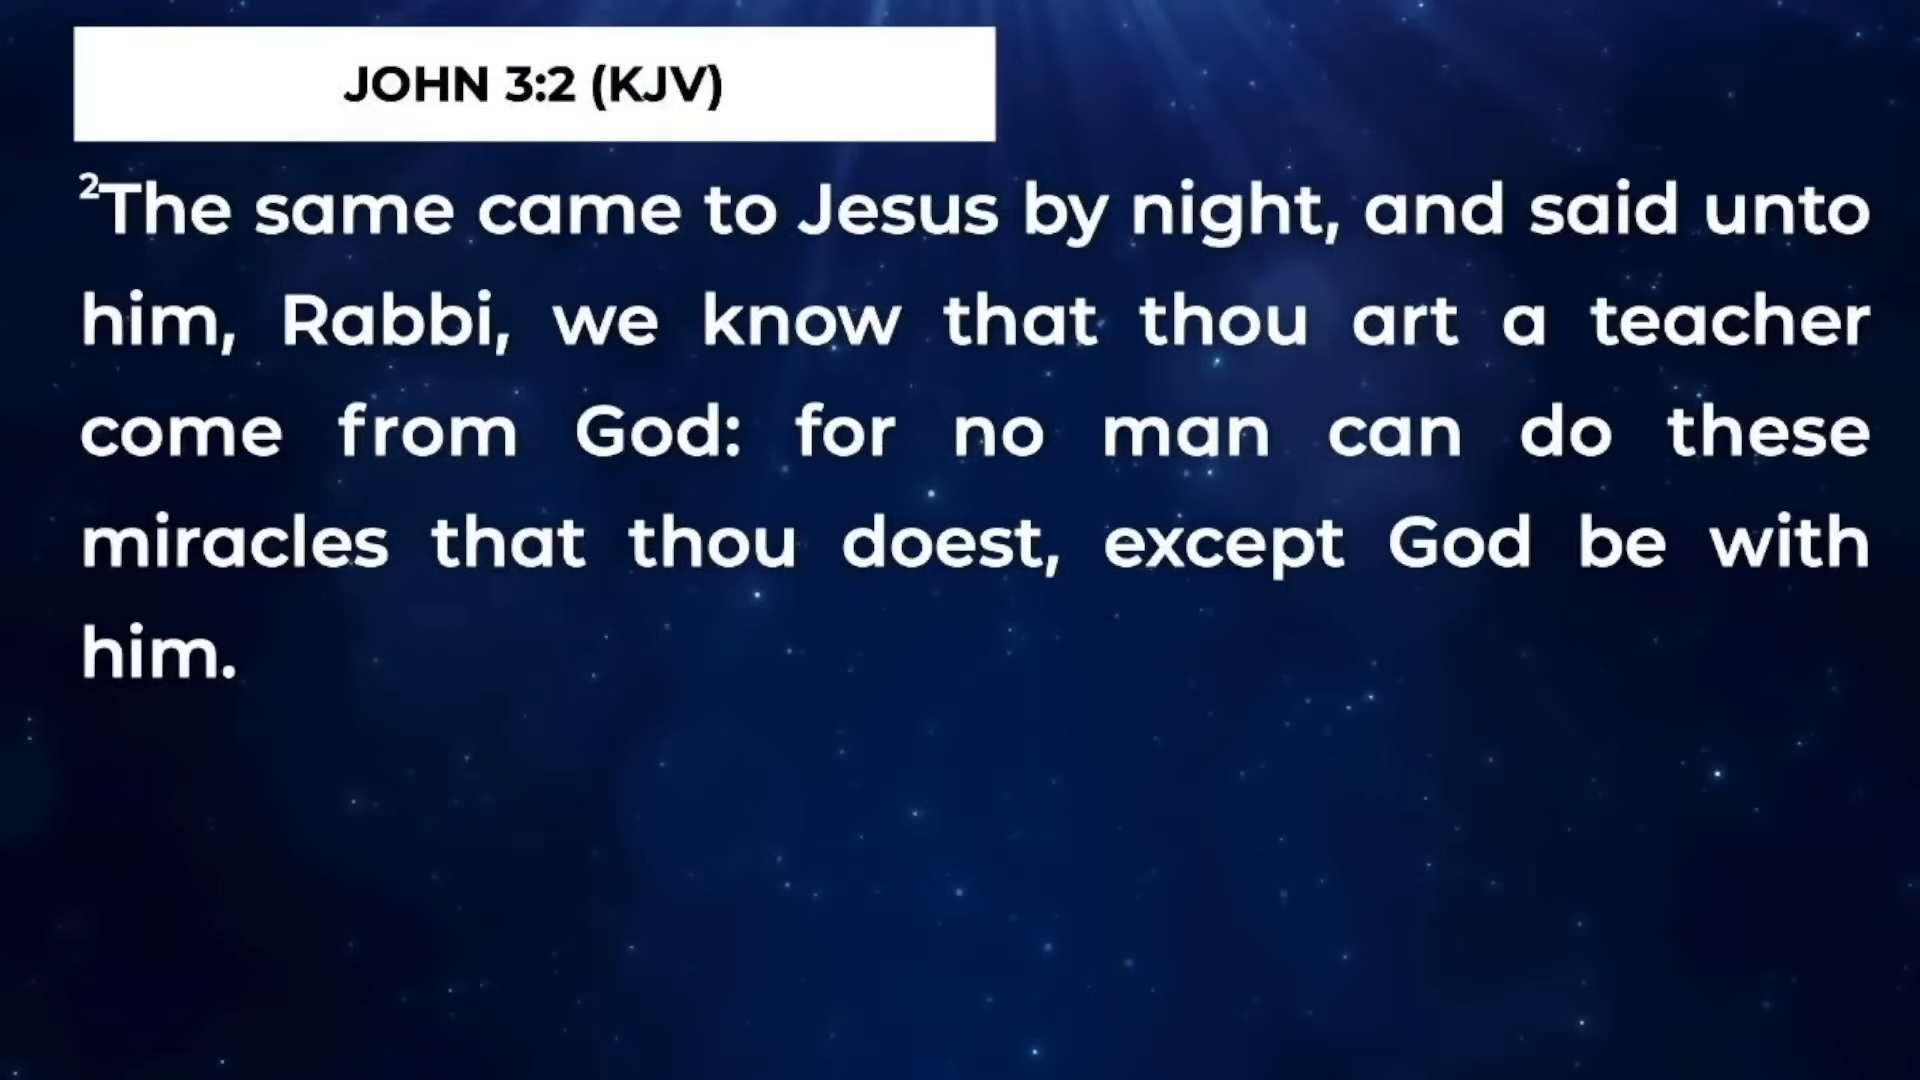 JOHN 3:2 (KJV)
²The same came to Jesus by night, and said unto
him, Rabbi, we know that thou art a teacher
come from God: for no man can do these
miracles that thou doest, except God be with
him.